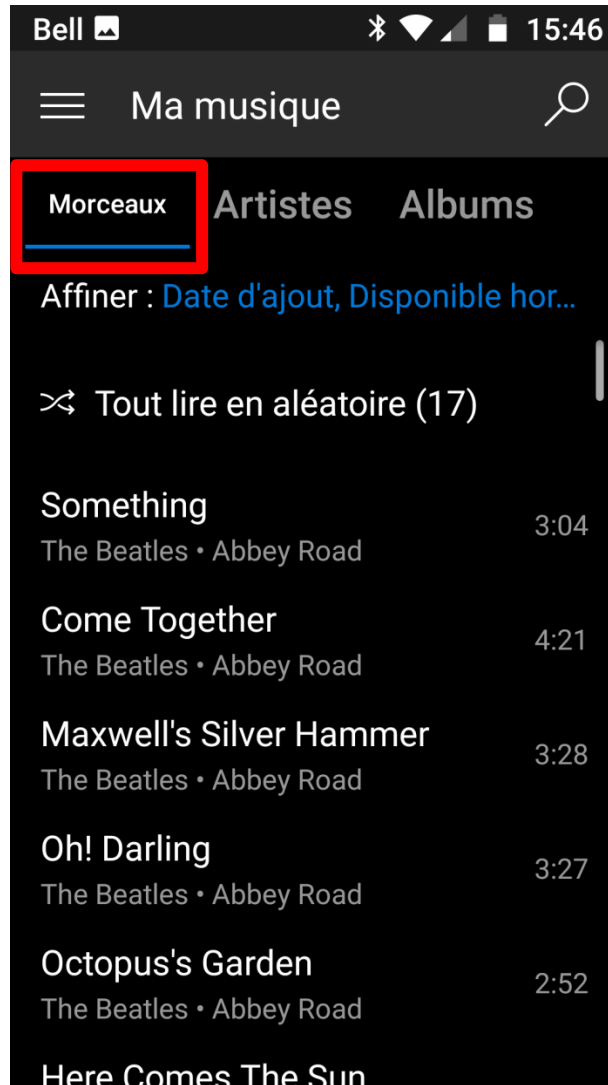 Bell 15:46
Ma musique
Morceaux Artistes Albums
Affiner : Date d'ajout, Disponible hor...
Tout lire en aléatoire (17)
Something
The Beatles • Abbey Road
3:04
Come Together
The Beatles • Abbey Road
4:21
Maxwell's Silver Hammer
The Beatles • Abbey Road
3:28
Oh! Darling
The Beatles • Abbey Road
3:27
Octopus's Garden
The Beatles • Abbey Road
2:52
Here Comes The Sun